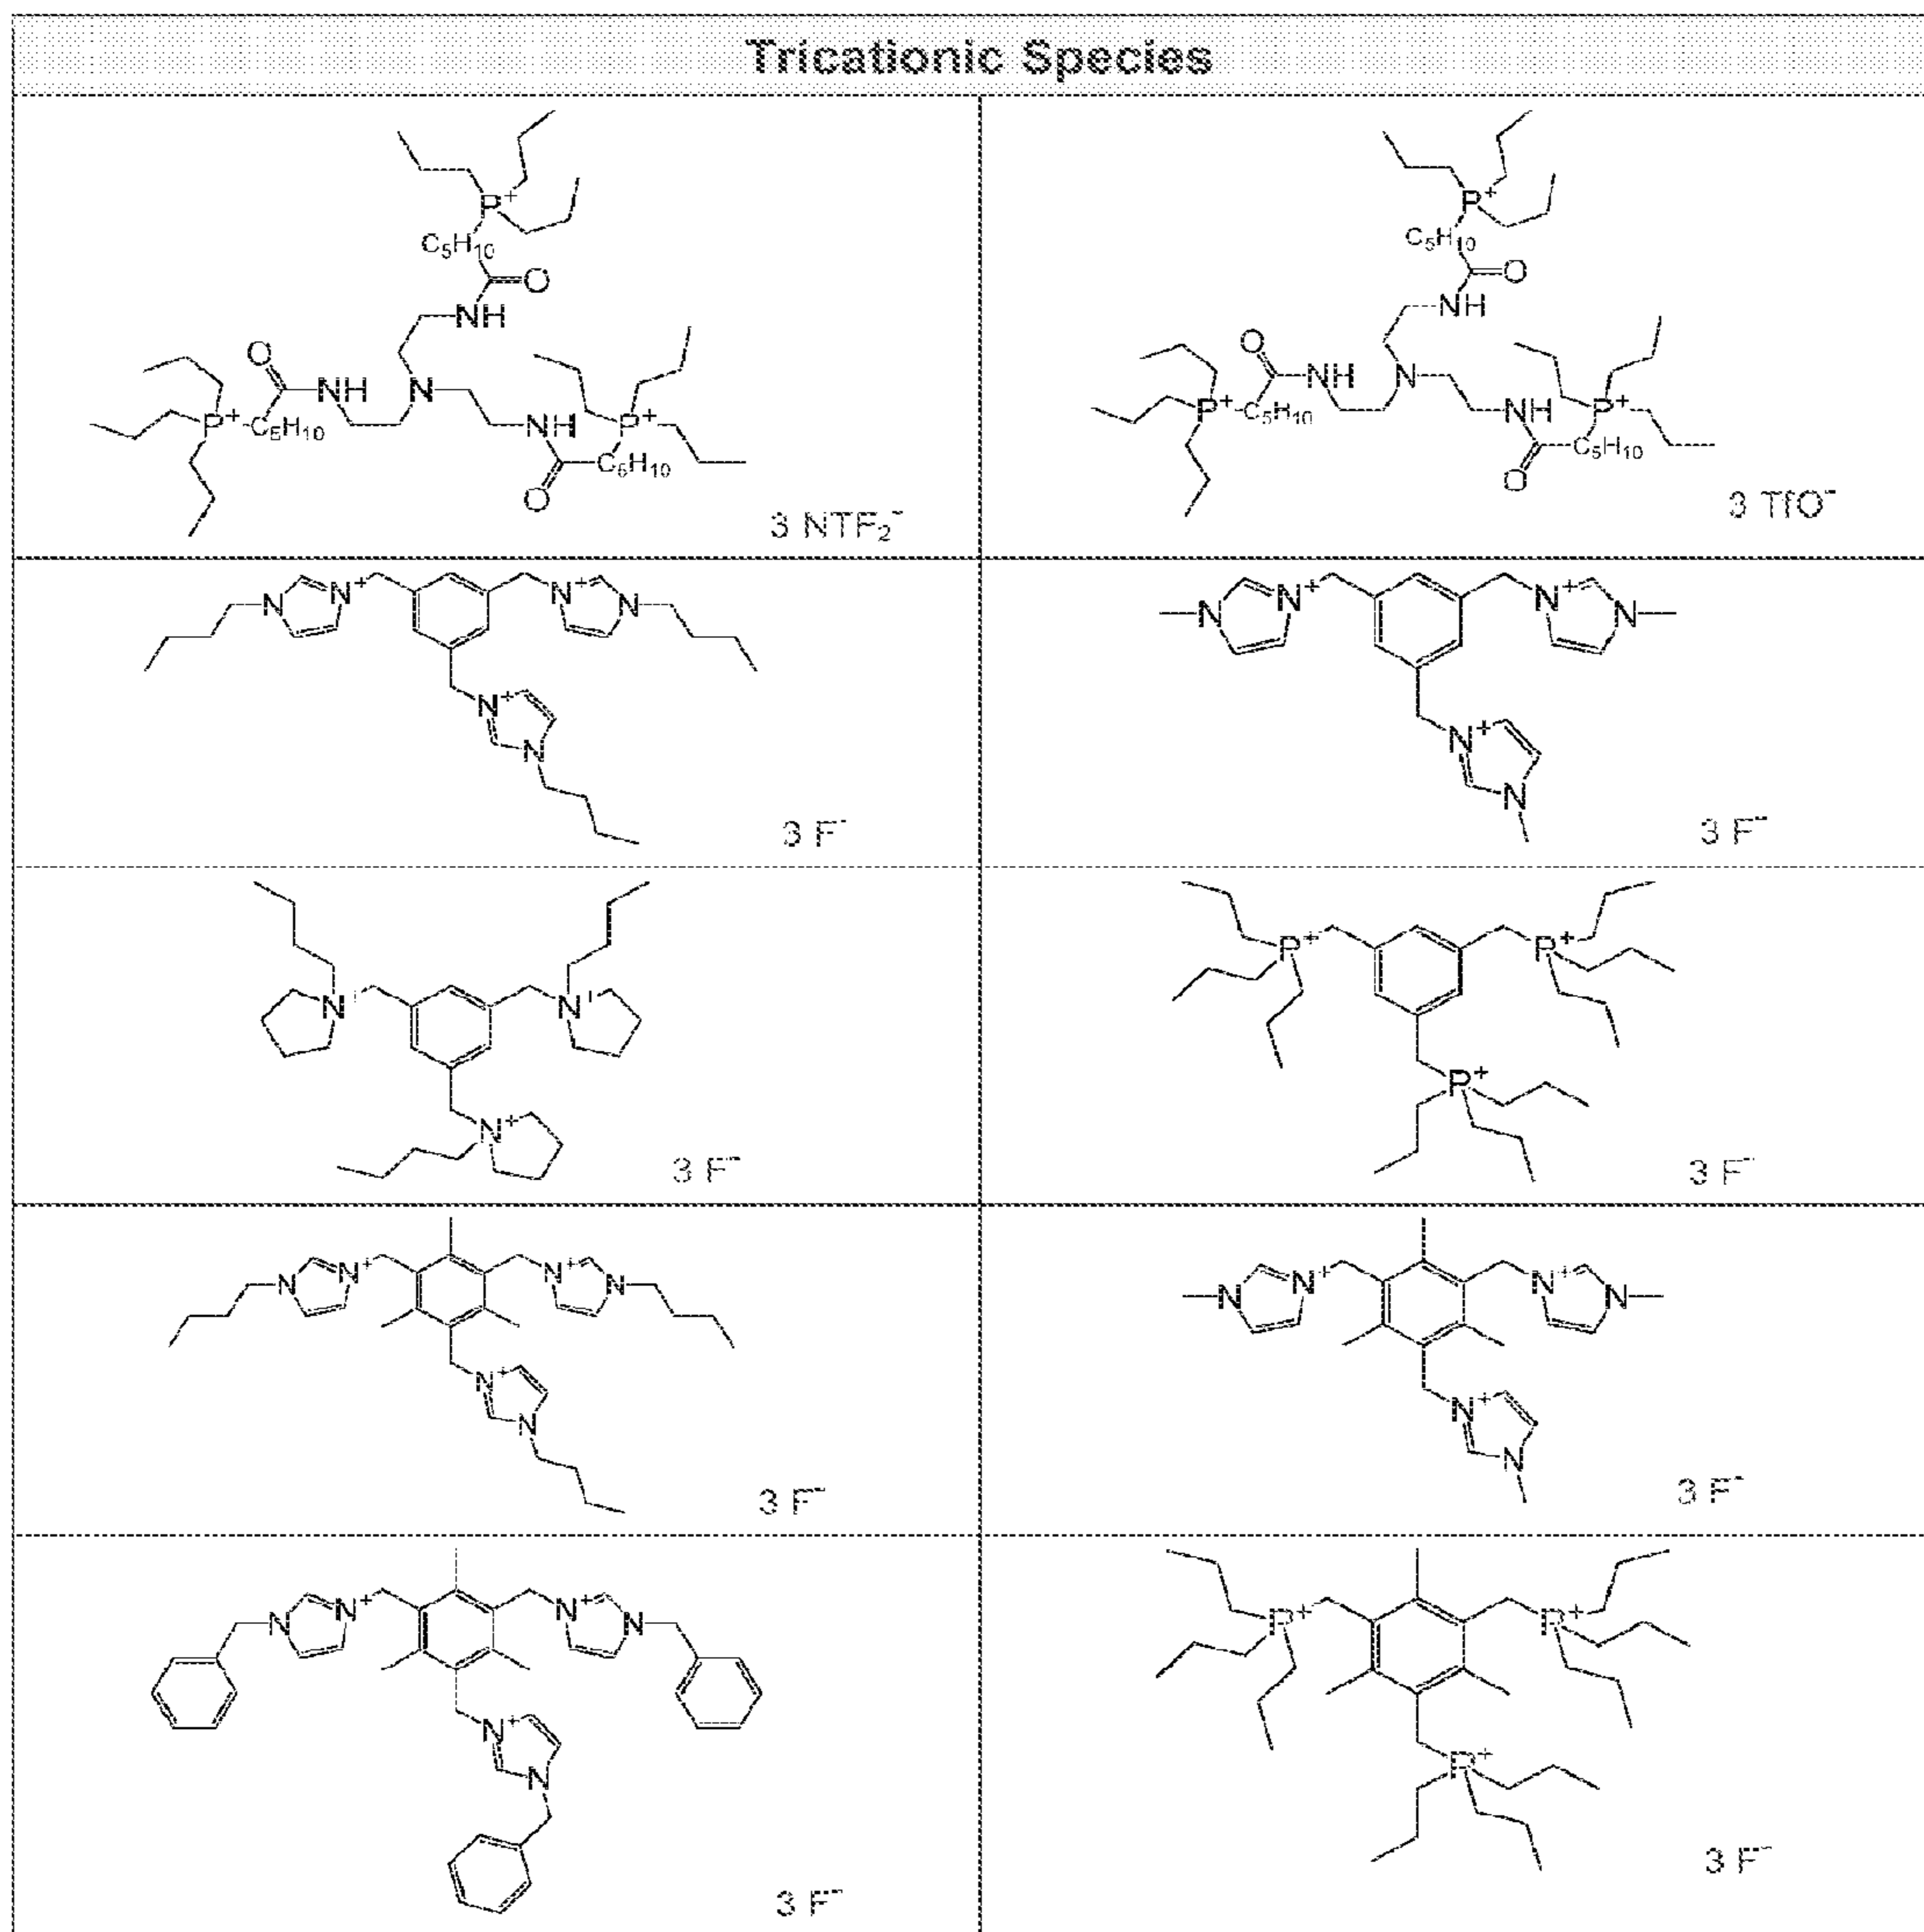 Tricationic Species
P+
C5H10
O
NH
O
NH
N
P+
C5H10
NH
P+
O
C5H10
3 NTF2-
P+
C5H10
O
NH
O
NH
N
P+
C5H10
NH
P+
O
C5H10
3 TfO-
N
N+
N+
N
N+
N
3 F-
N
N+
N+
N
N+
N
3 F-
N+
N+
N+
3 F-
P+
P+
P+
3 F-
N
N+
N+
N
N+
N
3 F-
N
N+
N+
N
N+
N
3 F-
N
N+
N+
N
N+
N
3 F-
P+
P+
P+
3 F-